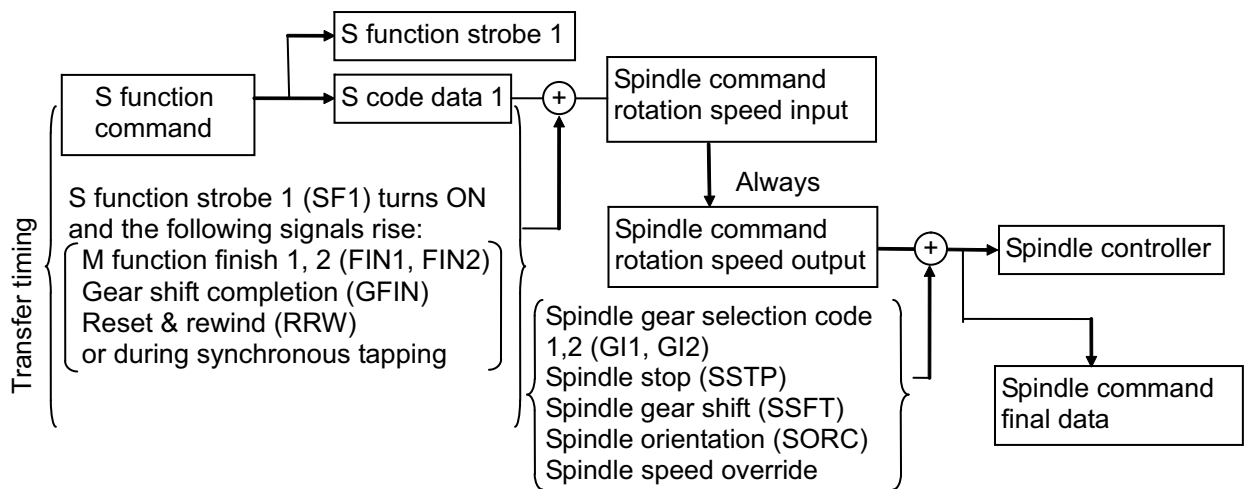 S function strobe 1
S function
command
S code data 1
+
Spindle command
rotation speed input
Transfer timing
S function strobe 1 (SF1) turns ON
and the following signals rise:
M function finish 1, 2 (FIN1, FIN2)
Gear shift completion (GFIN)
Reset & rewind (RRW)
or during synchronous tapping
Always
Spindle command
rotation speed output
+
Spindle controller
Spindle gear selection code
1,2 (GI1, GI2)
Spindle stop (SSTP)
Spindle gear shift (SSFT)
Spindle orientation (SORC)
Spindle speed override
Spindle command
final data